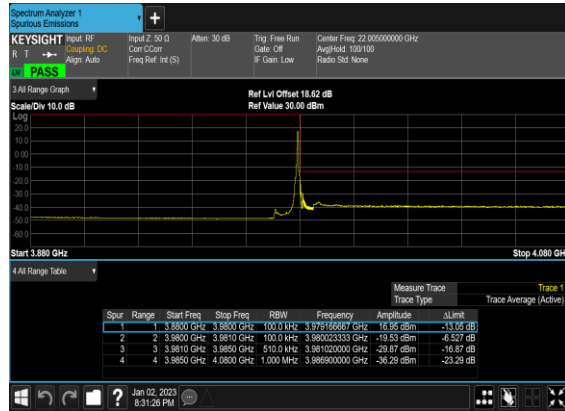 Spectrum Analyzer 1
Spurious Emissions
+
KEYSIGHT Input: RF Input Z: 50 Ω Atten: 30 dB Trig: Free Run Center Freq: 22.005000000 GHz
R T Coupling: DC Corr CCorr Gate: Off Avg|Hold: 100/100
Align: Auto Freq Ref: Int (S) IF Gain: Low Radio Std: None
PASS
3 All Range Graph
Ref Lvl Offset 18.62 dB
Scale/Div 10.0 dB Ref Value 30.00 dBm
Log
20.0
10.0
0.00
-10.0
-20.0
-30.0
-40.0
-50.0
-60.0
Start 3.880 GHz Stop 4.080 GH
4 All Range Table
Measure Trace Trace 1
Trace Type Trace Average (Active)
Spur Range Start Freq Stop Freq RBW Frequency Amplitude ΔLimit
1 1 3.8800 GHz 3.9800 GHz 100.0 kHz 3.979166667 GHz 16.95 dBm -13.05 dB
2 2 3.9800 GHz 3.9810 GHz 100.0 kHz 3.980023333 GHz -19.53 dBm -6.527 dB
3 3 3.9810 GHz 3.9850 GHz 510.0 kHz 3.981020000 GHz -29.87 dBm -16.87 dB
4 4 3.9850 GHz 4.0800 GHz 1.000 MHz 3.986900000 GHz -36.29 dBm -23.29 dB
? Jan 02, 2023
8:31:26 PM